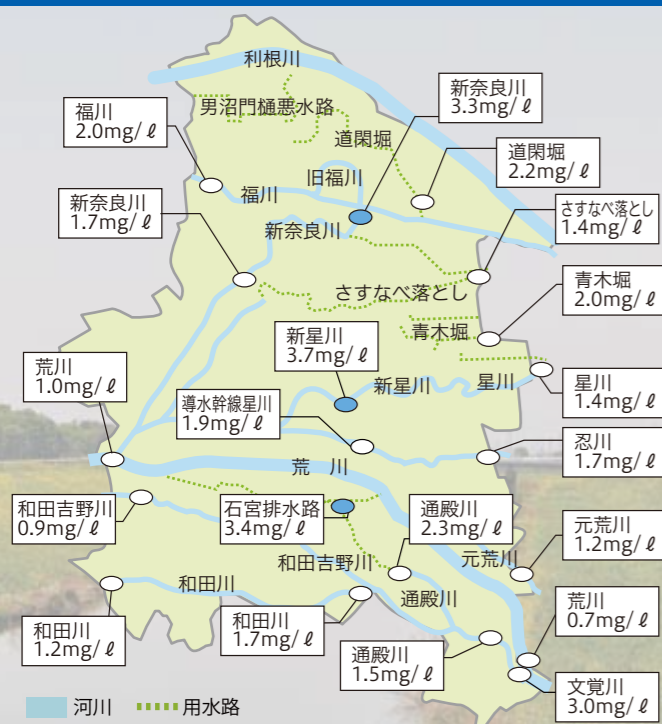 利根川
男沼門樋悪水路
新奈良川
3.3mg/ℓ
福川
2.0mg/ℓ
道閑堀
道閑堀
2.2mg/ℓ
旧福川
福川
新奈良川
1.7mg/ℓ
新奈良川
さすなべ落とし
1.4mg/ℓ
さすなべ落とし
青木堀
2.0mg/ℓ
青木堀
新星川
3.7mg/ℓ
荒川
1.0mg/ℓ
新星川
星川
星川
1.4mg/ℓ
導水幹線星川
1.9mg/ℓ
忍川
1.7mg/ℓ
荒 川
和田吉野川
0.9mg/ℓ
石宮排水路
3.4mg/ℓ
通殿川
2.3mg/ℓ
元荒川
1.2mg/ℓ
和田吉野川
元荒川
和田川
通殿川
荒川
0.7mg/ℓ
和田川
1.2mg/ℓ
和田川
1.7mg/ℓ
通殿川
1.5mg/ℓ
文覚川
3.0mg/ℓ
河川
用水路